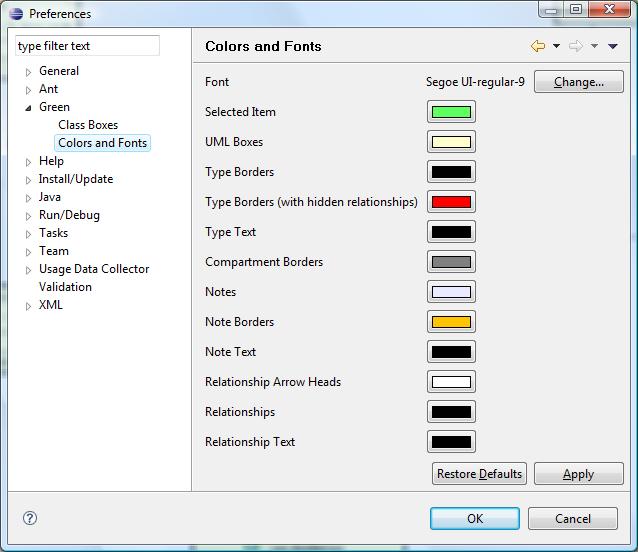 Preferences
type filter text
General
Ant
Green
Class Boxes
Colors and Fonts
Help
Install/Update
Java
Run/Debug
Tasks
Team
Usage Data Collector
Validation
XML
Colors and Fonts
Font Segoe UI-regular-9 Change...
Selected Item
UML Boxes
Type Borders
Type Borders (with hidden relationships)
Type Text
Compartment Borders
Notes
Note Borders
Note Text
Relationship Arrow Heads
Relationships
Relationship Text
Restore Defaults Apply
? OK Cancel